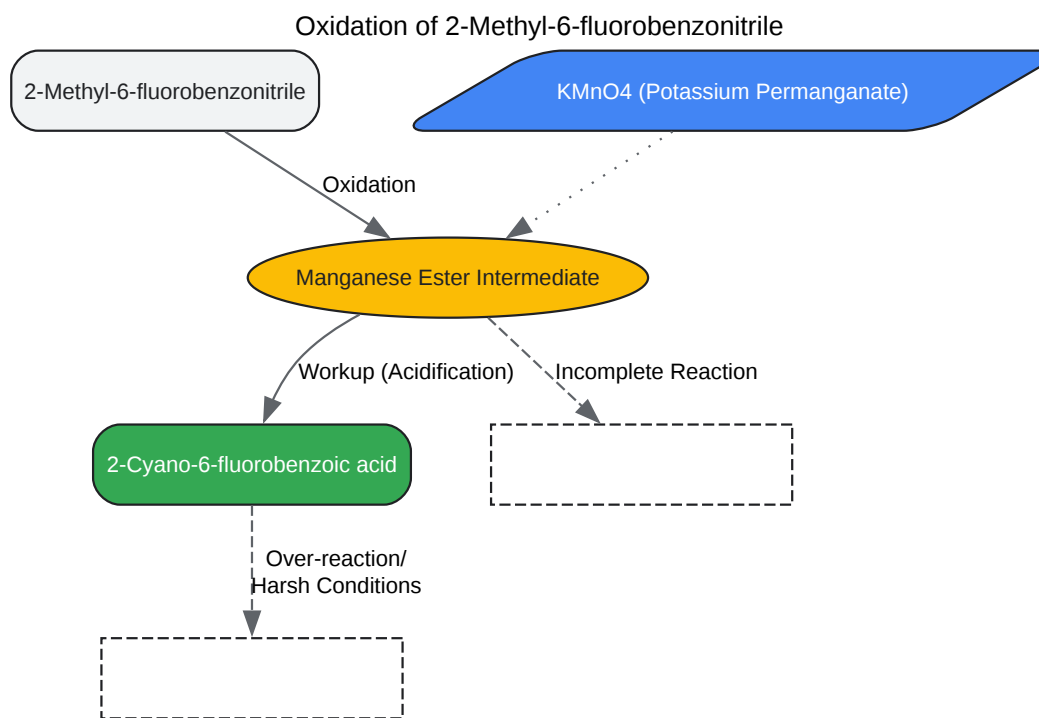 Oxidation of 2-Methyl-6-fluorobenzonitrile
2-Methyl-6-fluorobenzonitrile
KMnO4 (Potassium Permanganate)
Oxidation
Manganese Ester Intermediate
Workup (Acidification)
Incomplete Reaction
2-Cyano-6-fluorobenzoic acid
Over-reaction/
Harsh Conditions